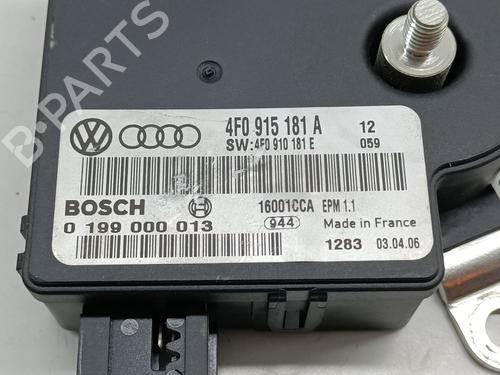 4F0 915 181 A 12
SW:4F0 910 181 E 059
BOSCH 16001CCA EPM 1.1
0 199 000 013 944 Made in France
1283 03.04.06